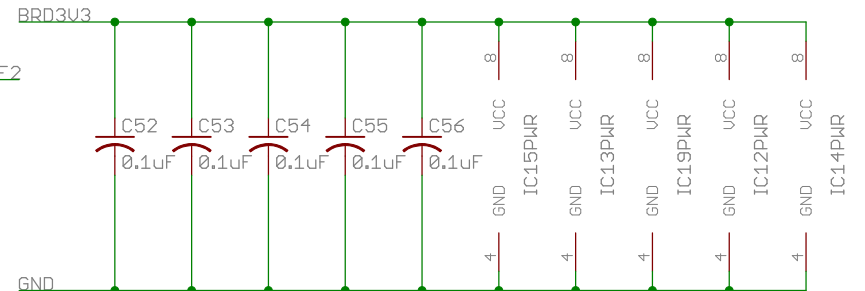 BRD3V3
F2
C52
0.1uF
C53
0.1uF
C54
0.1uF
C55
0.1uF
C56
0.1uF
8
VCC
GND
4
IC15PWR
8
VCC
GND
4
IC13PWR
8
VCC
GND
4
IC19PWR
8
VCC
GND
4
IC12PWR
8
VCC
GND
4
IC14PWR
GND